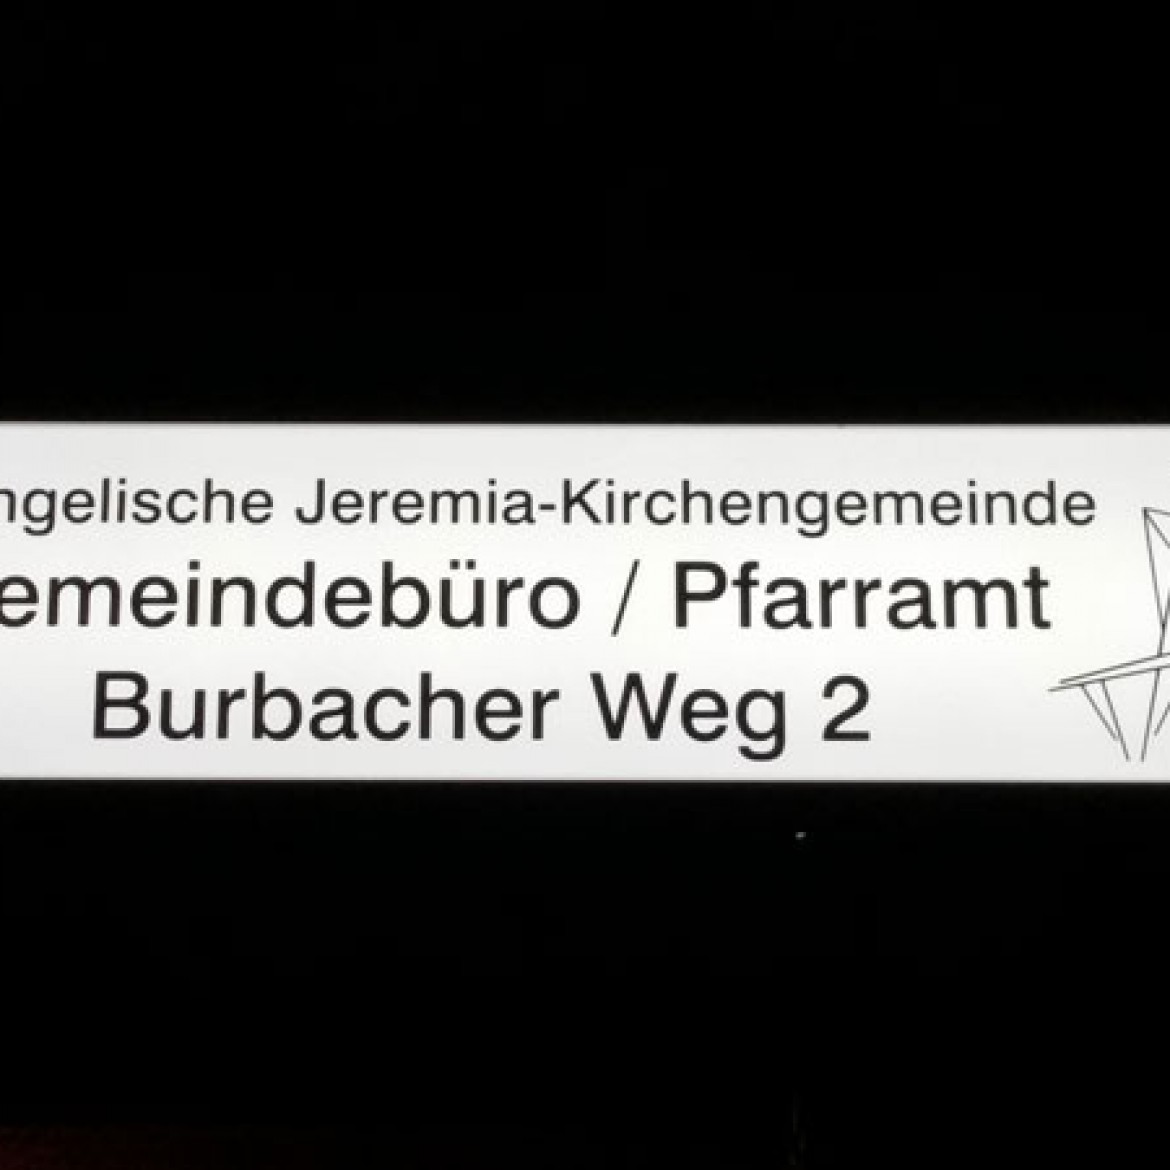 ngelische Jeremia-Kirchengemeinde
emeindebüro / Pfarramt
Burbacher Weg 2